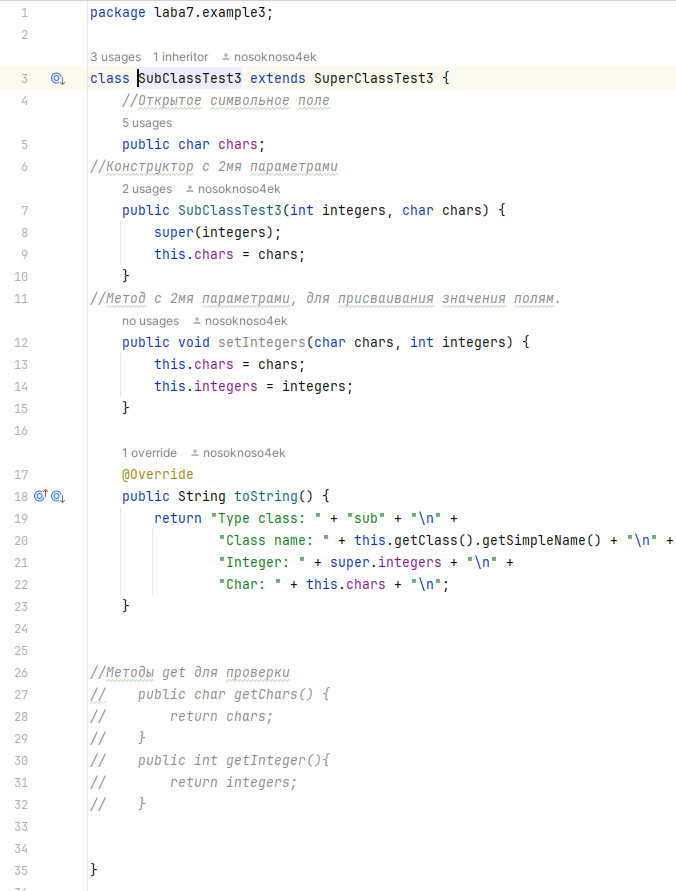 1 package laba7.example3;
2
3 usages 1 inheritor nosoknoso4ek
3 class SubClassTest3 extends SuperClassTest3 {
4 //Открытое символьное поле
5 usages
5 public char chars;
6 //Конструктор с 2мя параметрами
2 usages nosoknoso4ek
7 public SubClassTest3(int integers, char chars) {
8 super(integers);
9 this.chars = chars;
10 }
11 //Метод с 2мя параметрами, для присваивания значения полям.
no usages nosoknoso4ek
12 public void setIntegers(char chars, int integers) {
13 this.chars = chars;
14 this.integers = integers;
15 }
16
1 override nosoknoso4ek
17 @Override
18 public String toString() {
19 return "Type class: " + "sub" + "\n" +
20 "Class name: " + this.getClass().getSimpleName() + "\n" +
21 "Integer: " + super.integers + "\n" +
22 "Char: " + this.chars + "\n";
23 }
24
25
26 //Методы get для проверки
27 // public char getChars() {
28 // return chars;
29 // }
30 // public int getInteger(){
31 // return integers;
32 // }
33
34
35 }